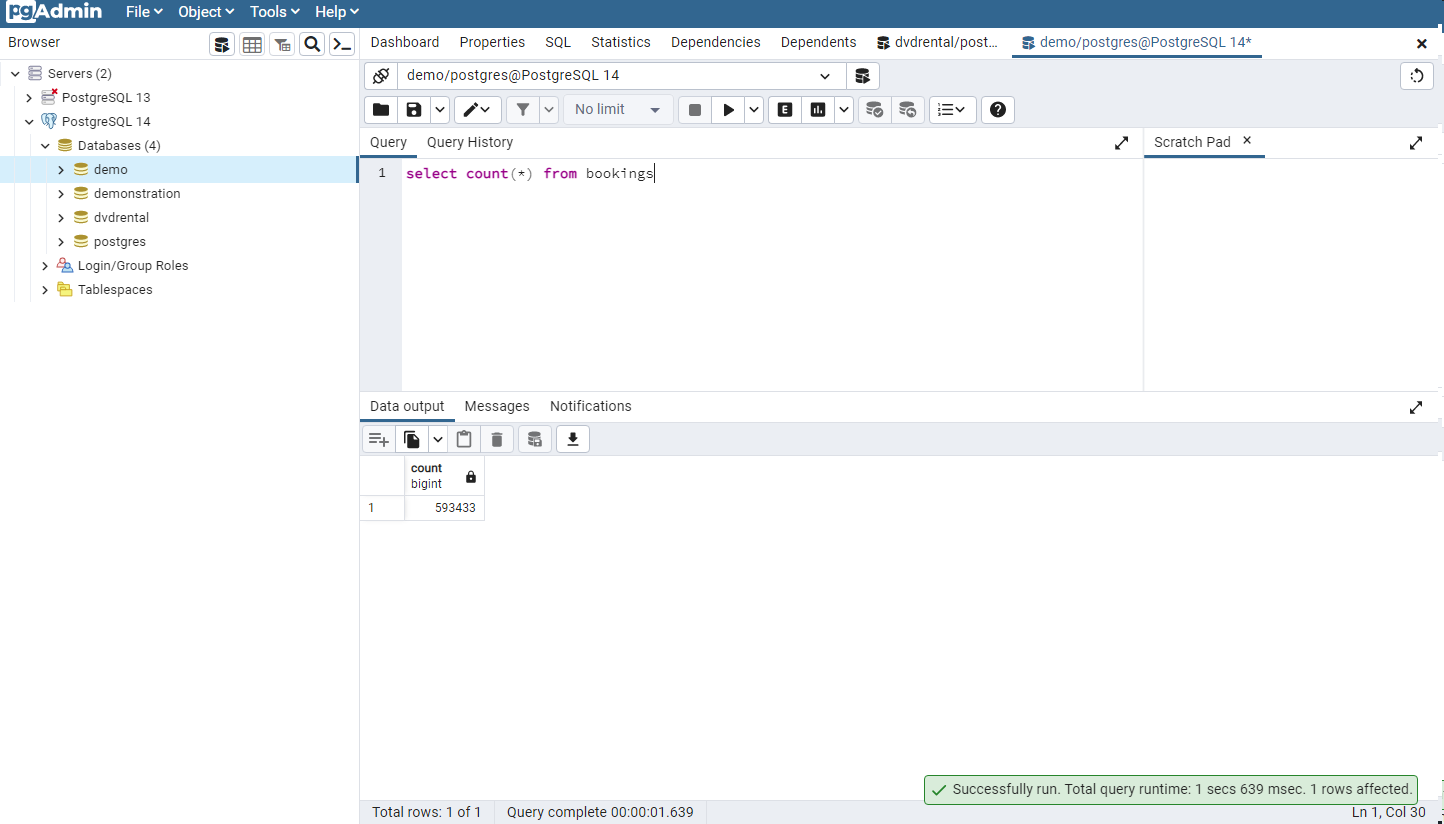 pgAdmin File Object Tools Help
Browser
Dashboard Properties SQL Statistics Dependencies Dependents dvdrental/post... demo/postgres@PostgreSQL 14*
Servers (2)
PostgreSQL 13
PostgreSQL 14
Databases (4)
demo
demonstration
dvdrental
postgres
Login/Group Roles
Tablespaces
demo/postgres@PostgreSQL 14
No limit
E
Query Query History
Scratch Pad
1 select count(*) from bookings
Data output Messages Notifications
count
bigint
1 593433
Successfully run. Total query runtime: 1 secs 639 msec. 1 rows affected.
Total rows: 1 of 1 Query complete 00:00:01.639 Ln 1, Col 30